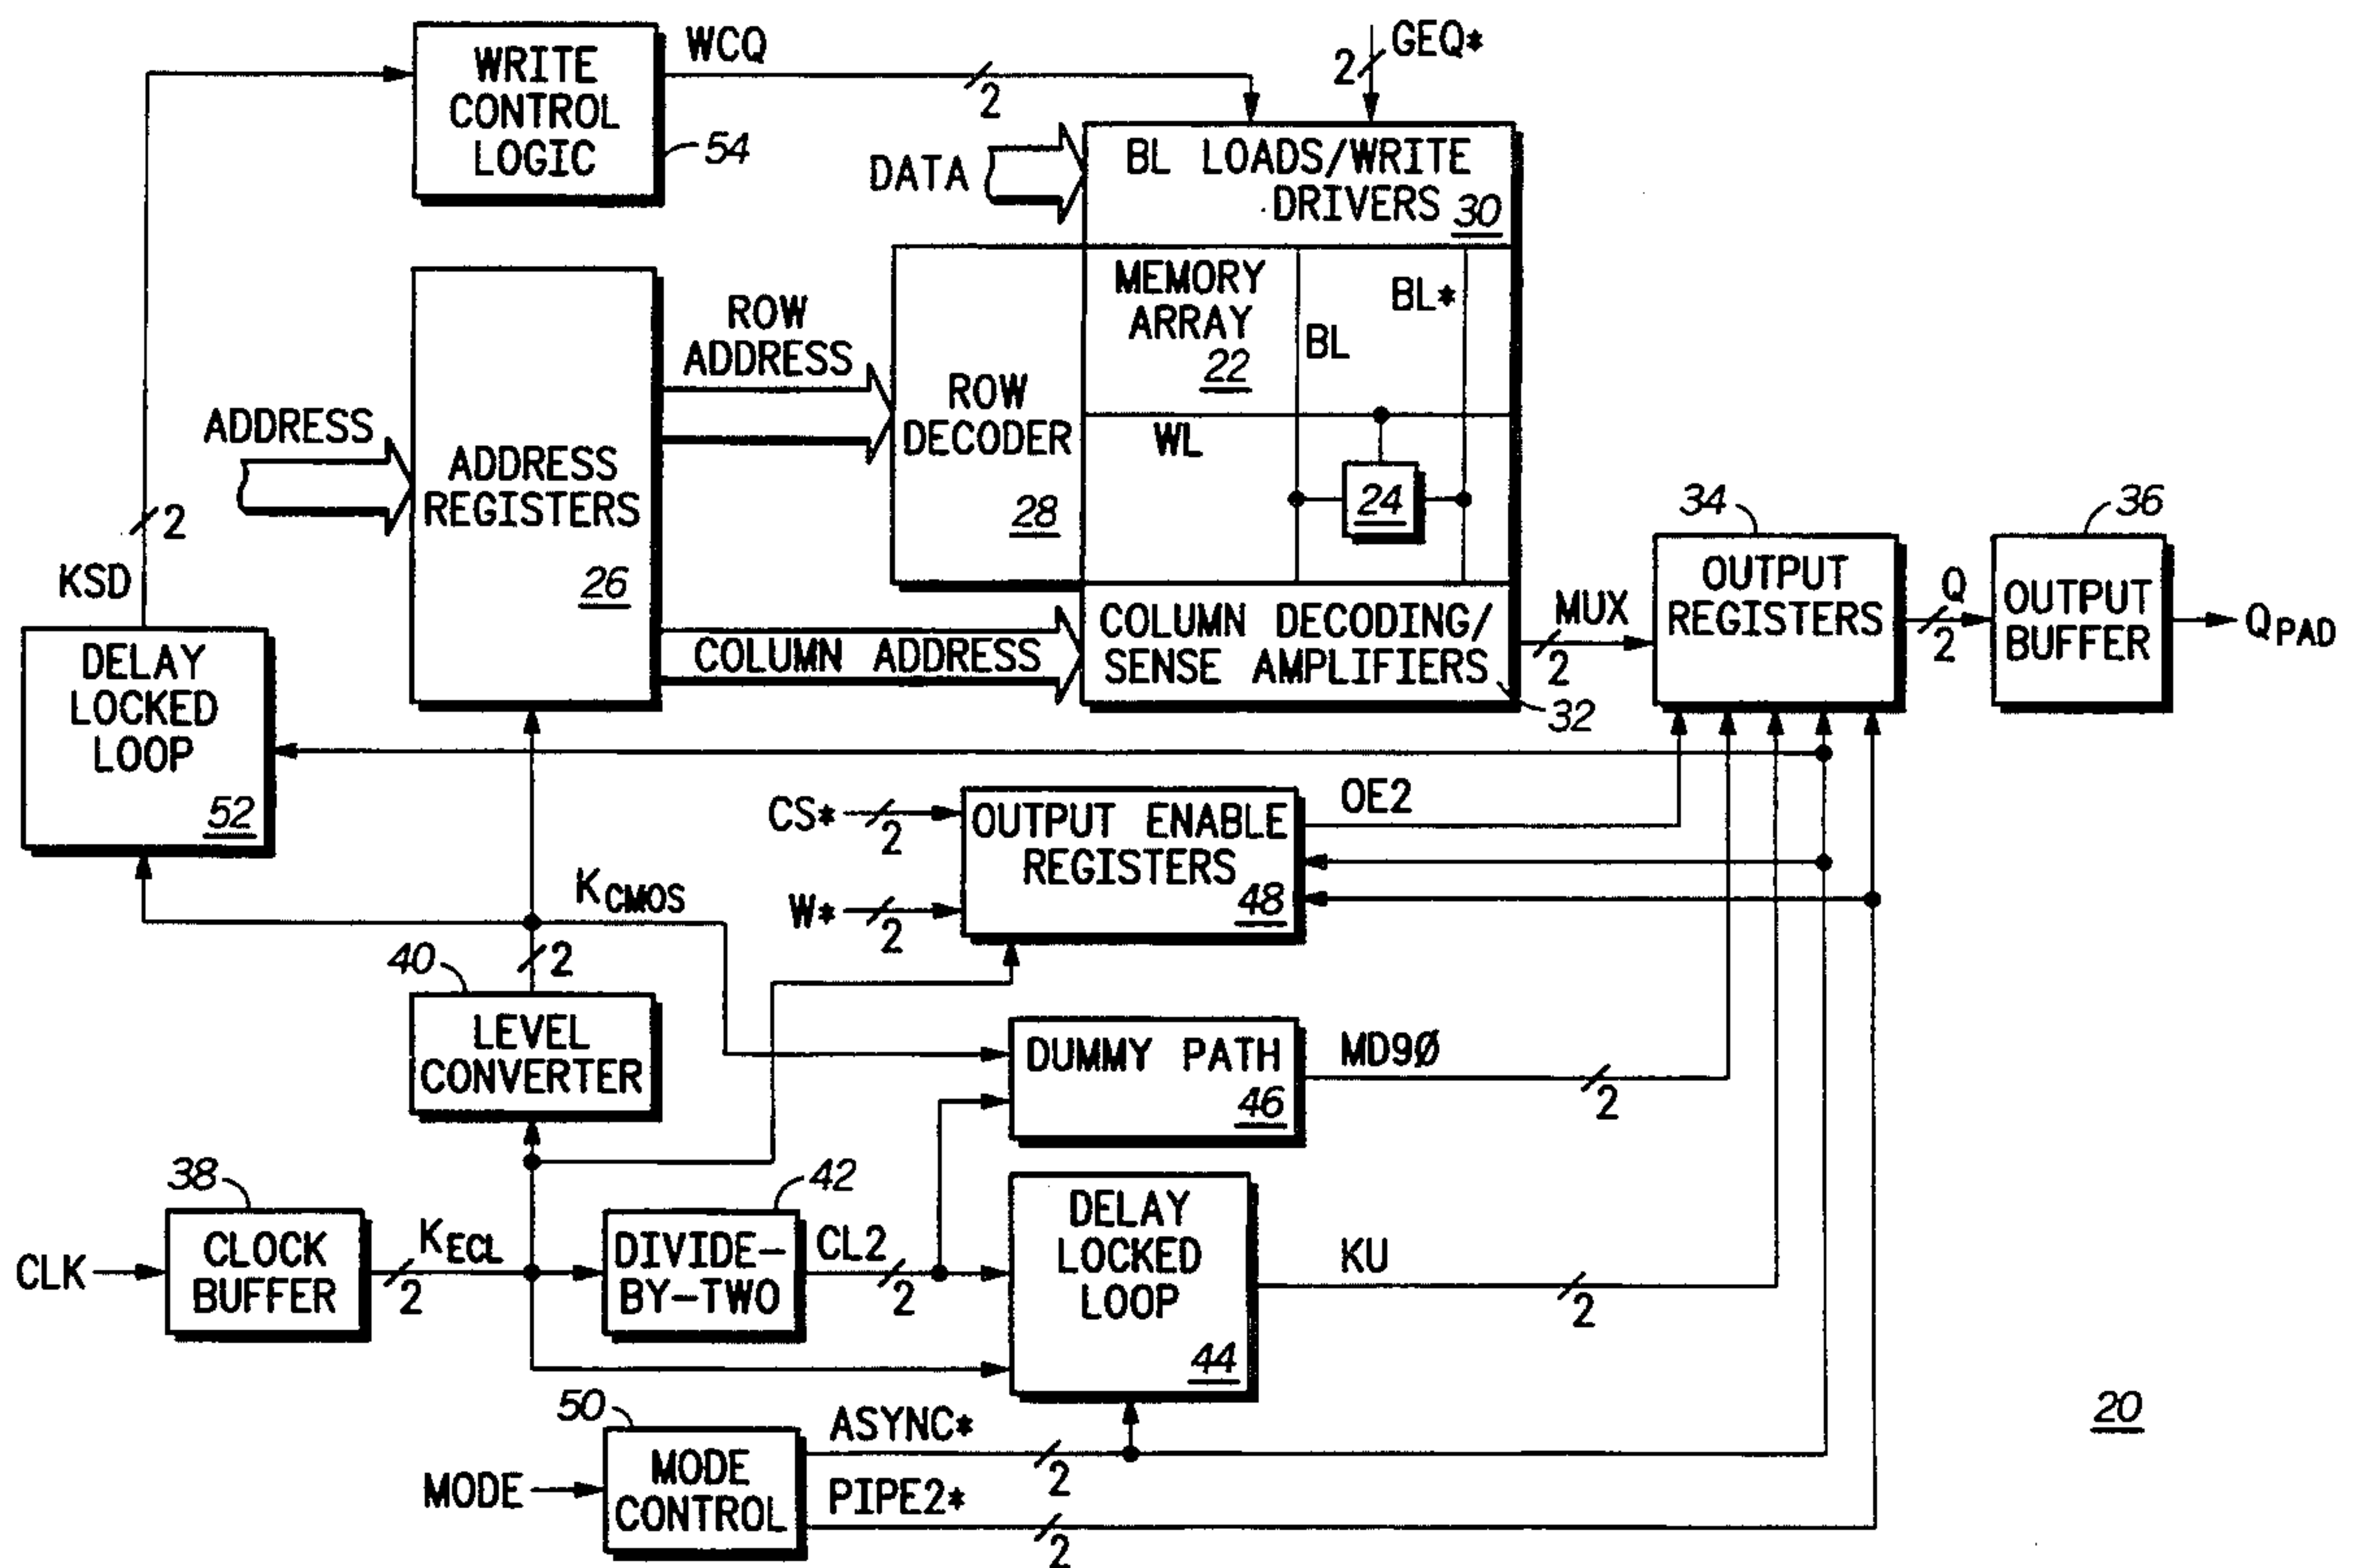 WRITE
CONTROL
LOGIC
54
WCQ
2
2
GEQ*
DATA
BL LOADS/WRITE
DRIVERS 30
ADDRESS
ADDRESS
REGISTERS
26
ROW
ADDRESS
COLUMN ADDRESS
ROW
DECODER
28
MEMORY
ARRAY
22
BL
BL*
WL
24
COLUMN DECODING/
SENSE AMPLIFIERS
32
MUX
2
34
OUTPUT
REGISTERS
Q
2
36
OUTPUT
BUFFER
QPAD
2
KSD
DELAY
LOCKED
LOOP
52
CS*
2
W*
2
OUTPUT ENABLE
REGISTERS
48
OE2
KCMOS
2
40
LEVEL
CONVERTER
DUMMY PATH
46
MD9Ø
2
38
CLK
CLOCK
BUFFER
KECL
2
42
DIVIDE-
BY-TWO
CL2
2
DELAY
LOCKED
LOOP
44
KU
2
50
MODE
MODE
CONTROL
ASYNC*
2
PIPE2*
2
20